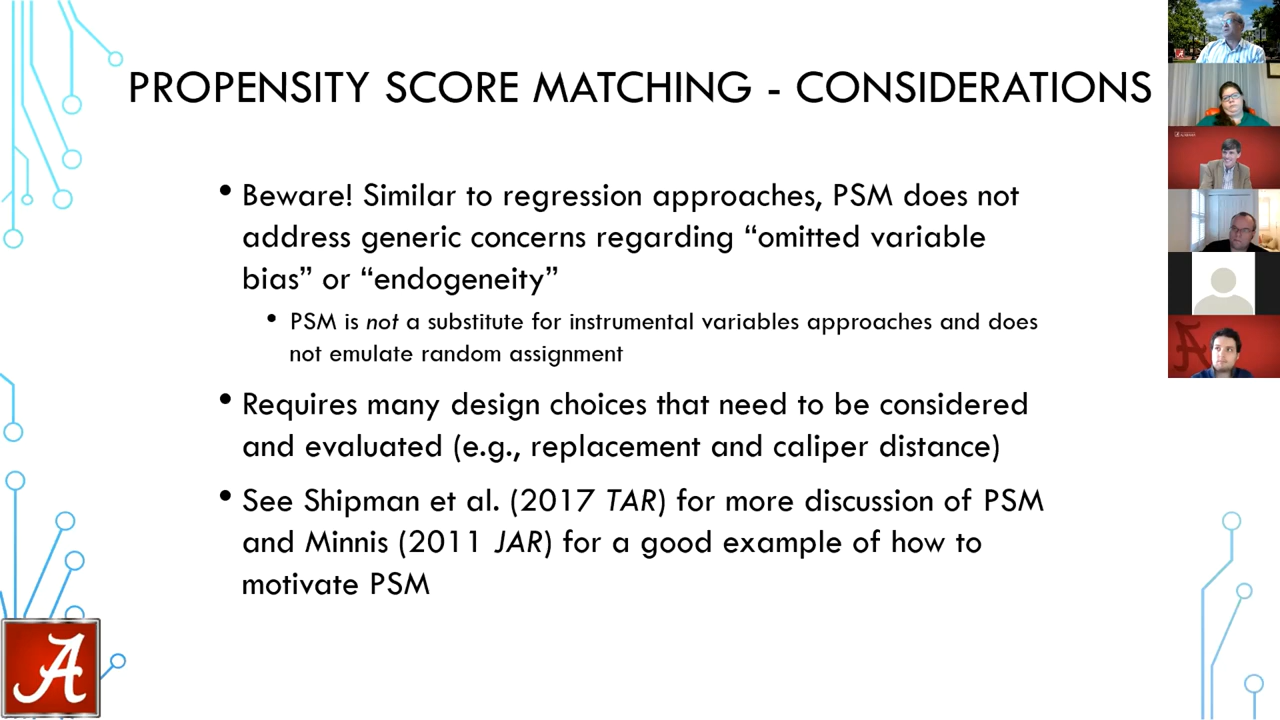 PROPENSITY SCORE MATCHING - CONSIDERATIONS
• Beware! Similar to regression approaches, PSM does not
address generic concerns regarding “omitted variable
bias” or “endogeneity”
• PSM is not a substitute for instrumental variables approaches and does
not emulate random assignment
• Requires many design choices that need to be considered
and evaluated (e.g., replacement and caliper distance)
• See Shipman et al. (2017 TAR) for more discussion of PSM
and Minnis (2011 JAR) for a good example of how to
motivate PSM
A